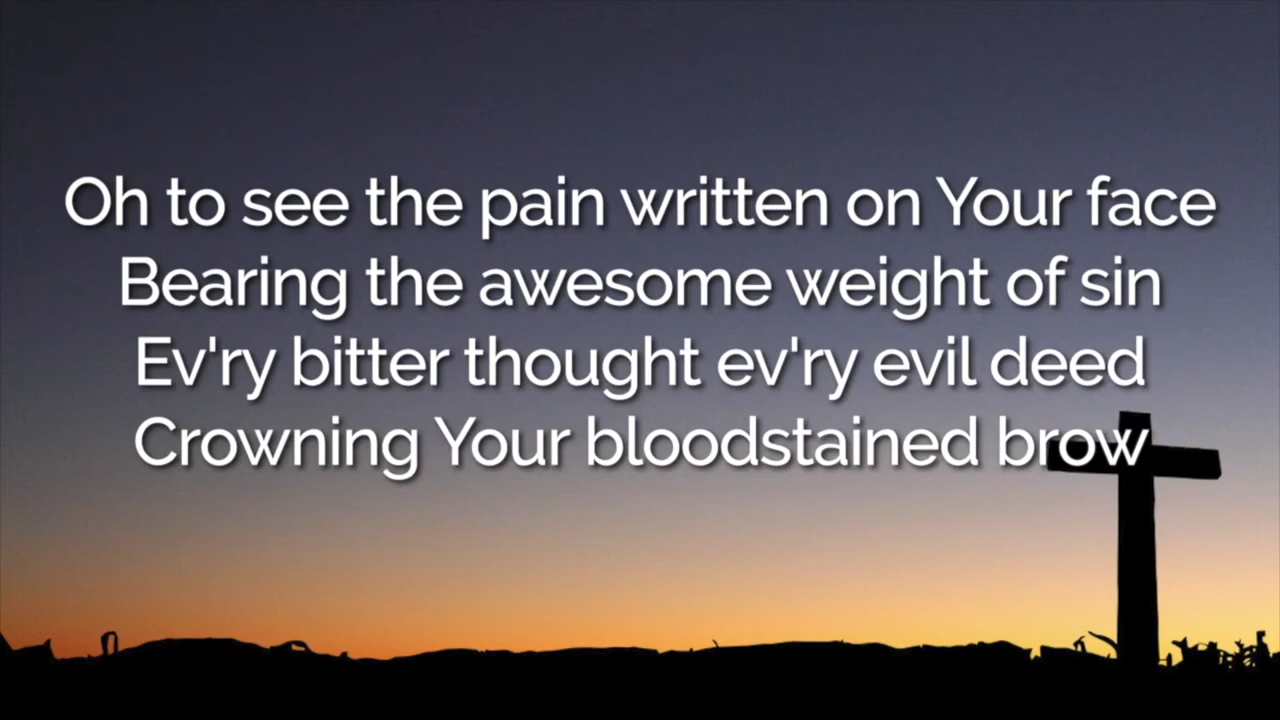 Oh to see the pain written on Your face
Bearing the awesome weight of sin
Ev'ry bitter thought ev'ry evil deed
Crowning Your bloodstained brow